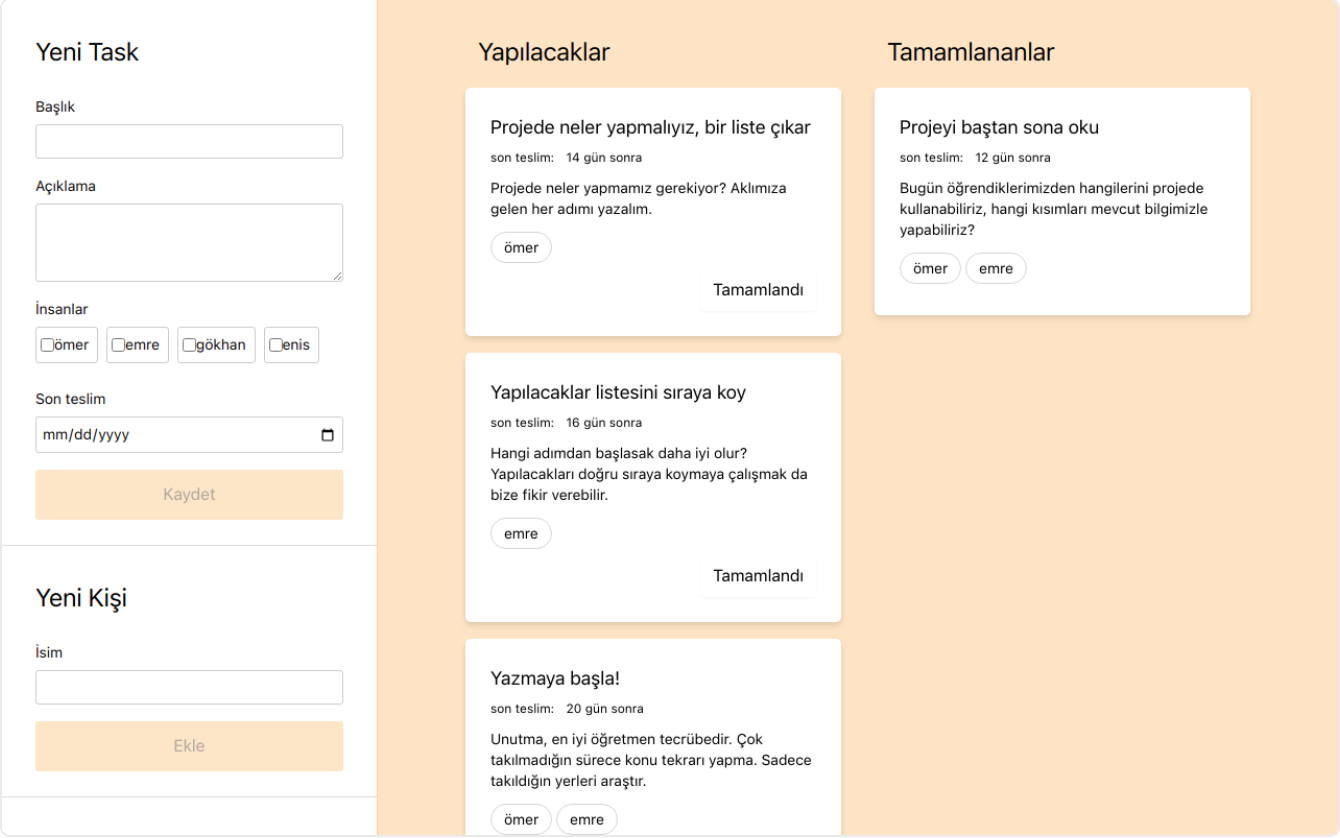 Yeni Task
Başlık
Açıklama
İnsanlar
ömer
emre
gökhan
enis
Son teslim
mm/dd/yyyy
Kaydet
Yeni Kişi
İsim
Ekle
Yapılacaklar
Projede neler yapmalıyız, bir liste çıkar
son teslim: 14 gün sonra
Projede neler yapmamız gerekiyor? Aklımıza
gelen her adımı yazalım.
ömer
Tamamlandı
Yapılacaklar listesini sıraya koy
son teslim: 16 gün sonra
Hangi adımdan başlasak daha iyi olur?
Yapılacakları doğru sıraya koymaya çalışmak da
bize fikir verebilir.
emre
Tamamlandı
Yazmaya başla!
son teslim: 20 gün sonra
Unutma, en iyi öğretmen tecrübedir. Çok
takılmadığın sürece konu tekrarı yapma. Sadece
takıldığın yerleri araştır.
ömer emre
Tamamlananlar
Projeyi baştan sona oku
son teslim: 12 gün sonra
Bugün öğrendiklerimizden hangilerini projede
kullanabiliriz, hangi kısımları mevcut bilgimizle
yapabiliriz?
ömer emre